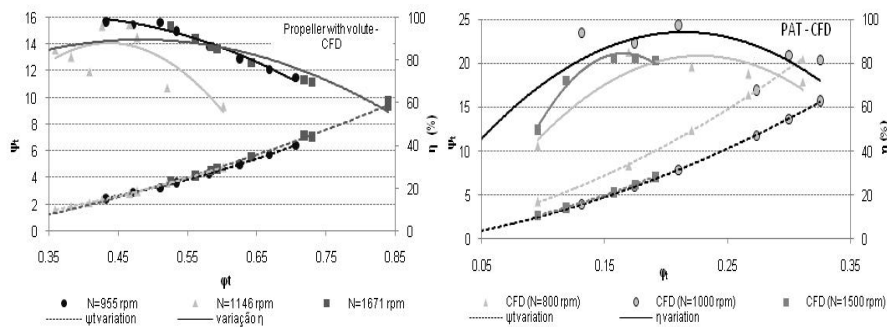 Propeller with volute -
CFD
16
14
12
10
8
6
4
2
0
Ψt
100
80
60
40
20
0
η (%)
0.35
0.45
0.55
0.65
0.75
0.85
φt
N=955 rpm
N=1146 rpm
N=1671 rpm
ψt variation
variação η
PAT - CFD
25
20
15
10
5
0
Ψt
100
80
60
40
20
0
η (%)
0.05
0.15
0.25
0.35
φt
CFD (N=800 rpm)
CFD (N=1000 rpm)
CFD (N=1500 rpm)
ψt variation
η variation